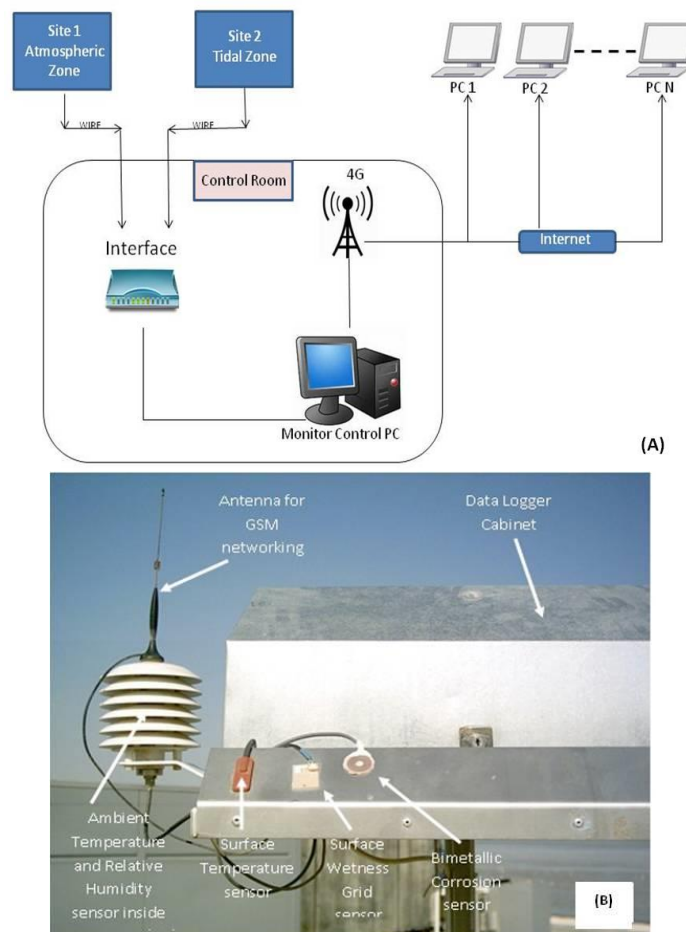 Site 1
Atmospheric
Zone
Site 2
Tidal Zone
PC 1
PC 2
PC N
WIRE
WIRE
Control Room
4G
Interface
Internet
Monitor Control PC
(A)
Antenna for
GSM
networking
Data Logger
Cabinet
Ambient
Temperature
and Relative
Humidity
sensor inside
Surface
Temperature
sensor
Surface
Wetness
Grid
sensor
Bimetallic
Corrosion
sensor
(B)